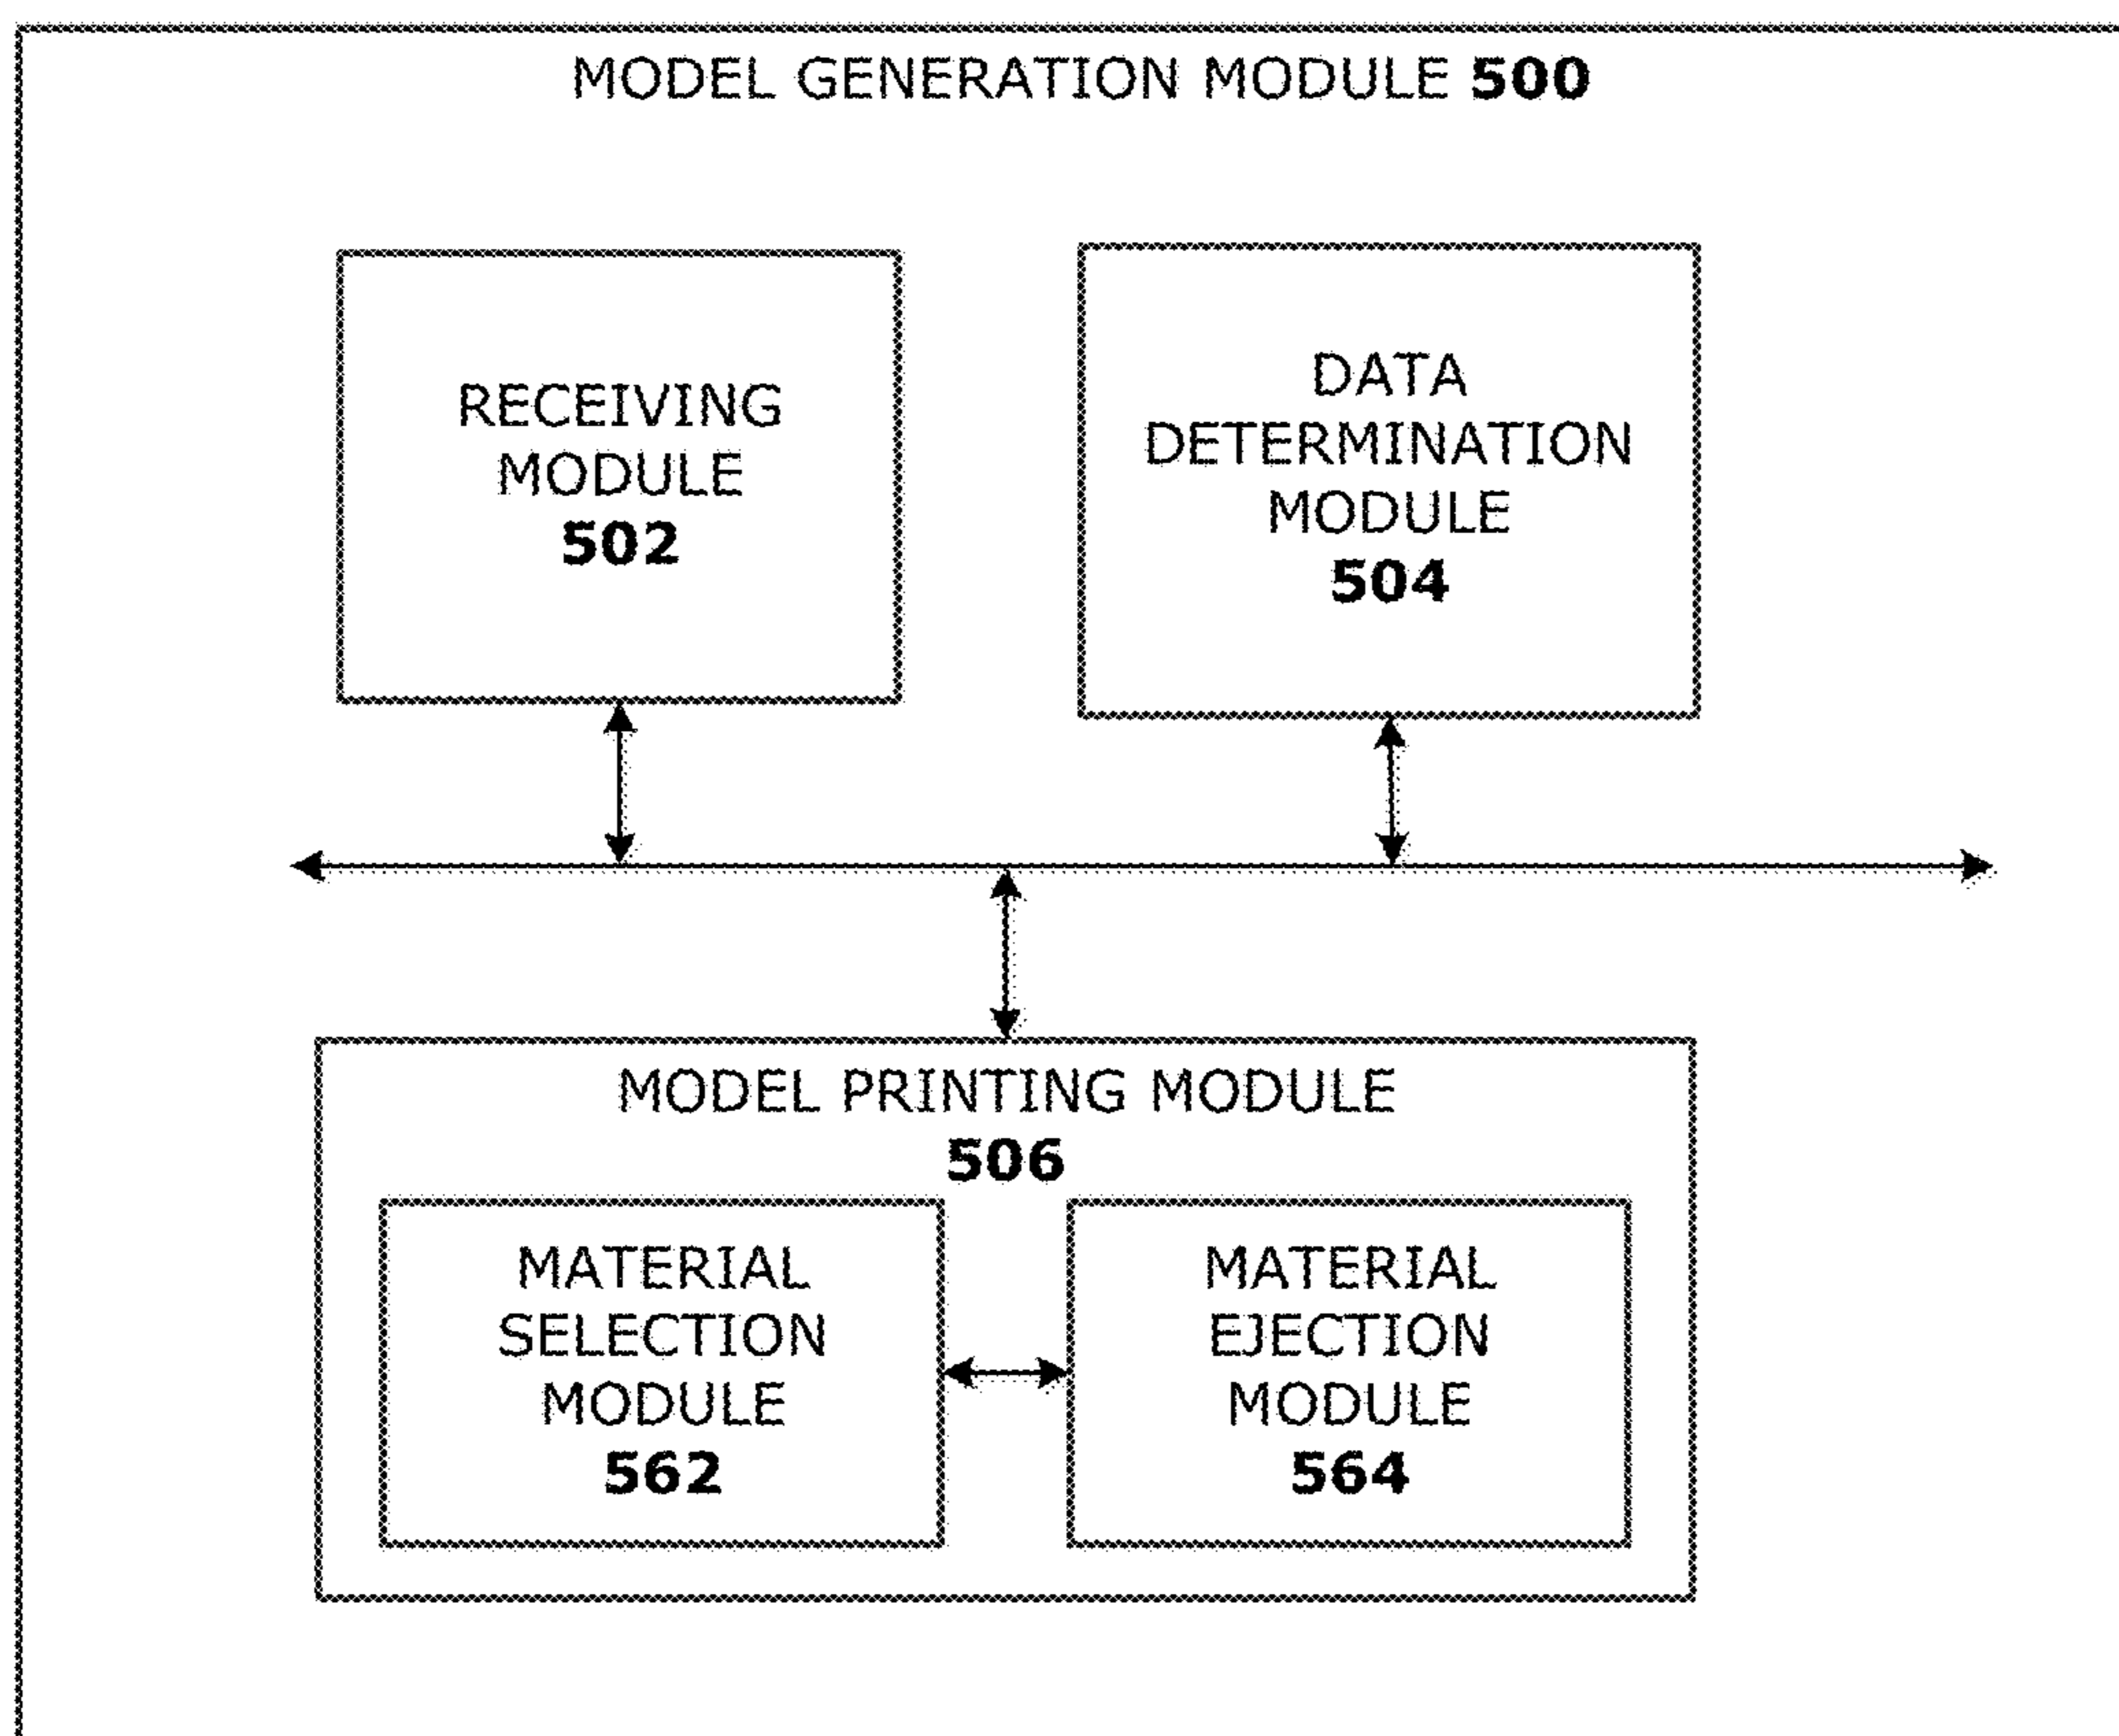 MODEL GENERATION MODULE 500
RECEIVING
MODULE
502
DATA
DETERMINATION
MODULE
504
MODEL PRINTING MODULE
506
MATERIAL
SELECTION
MODULE
562
MATERIAL
EJECTION
MODULE
564